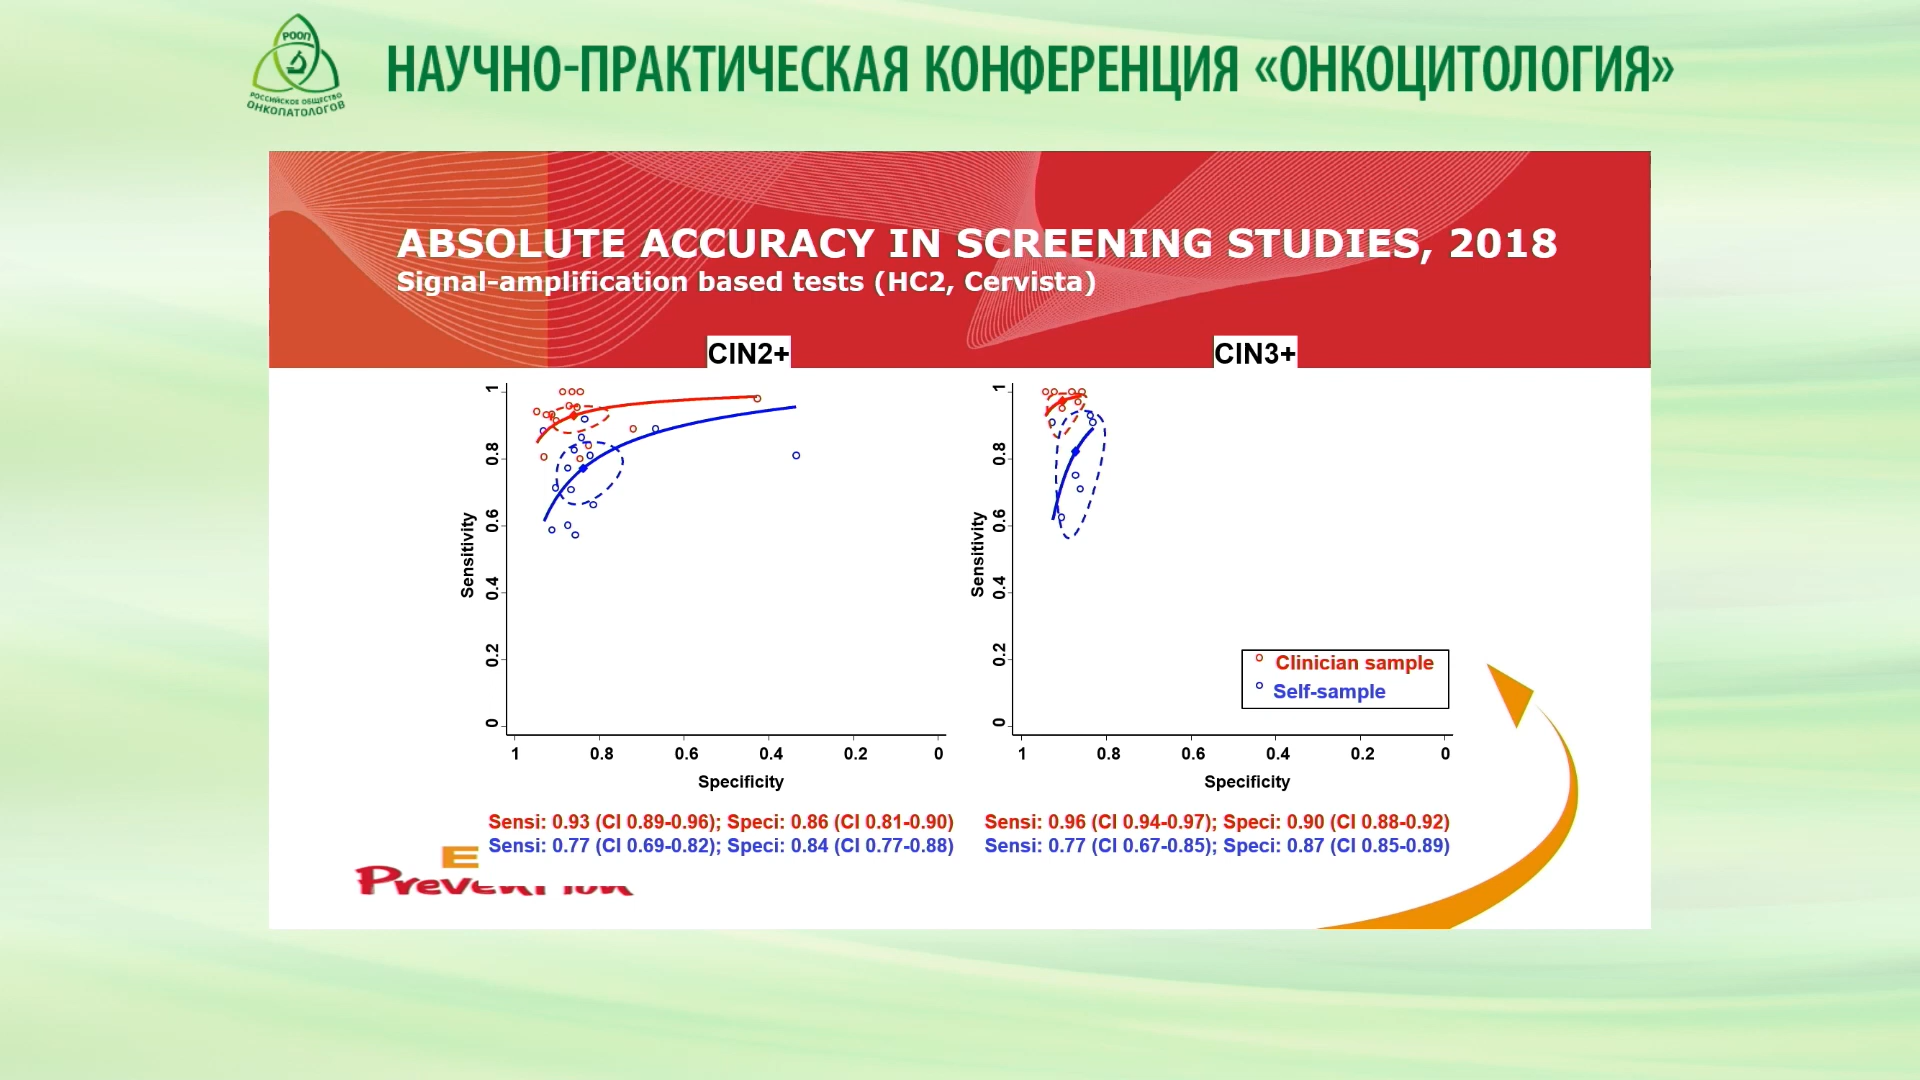 РООП
РОССИЙСКОЕ ОБЩЕСТВО
ОНКОПАТОЛОГОВ
НАУЧНО-ПРАКТИЧЕСКАЯ КОНФЕРЕНЦИЯ «ОНКОЦИТОЛОГИЯ»
ABSOLUTE ACCURACY IN SCREENING STUDIES, 2018
Signal-amplification based tests (HC2, Cervista)
CIN2+
Sensitivity
1
0.8
0.6
0.4
0.2
0
1 0.8 0.6 0.4 0.2 0
Specificity
Sensi: 0.93 (CI 0.89-0.96); Speci: 0.86 (CI 0.81-0.90)
Sensi: 0.77 (CI 0.69-0.82); Speci: 0.84 (CI 0.77-0.88)
CIN3+
Sensitivity
1
0.8
0.6
0.4
0.2
0
1 0.8 0.6 0.4 0.2 0
Specificity
Clinician sample
Self-sample
Sensi: 0.96 (CI 0.94-0.97); Speci: 0.90 (CI 0.88-0.92)
Sensi: 0.77 (CI 0.67-0.85); Speci: 0.87 (CI 0.85-0.89)
E